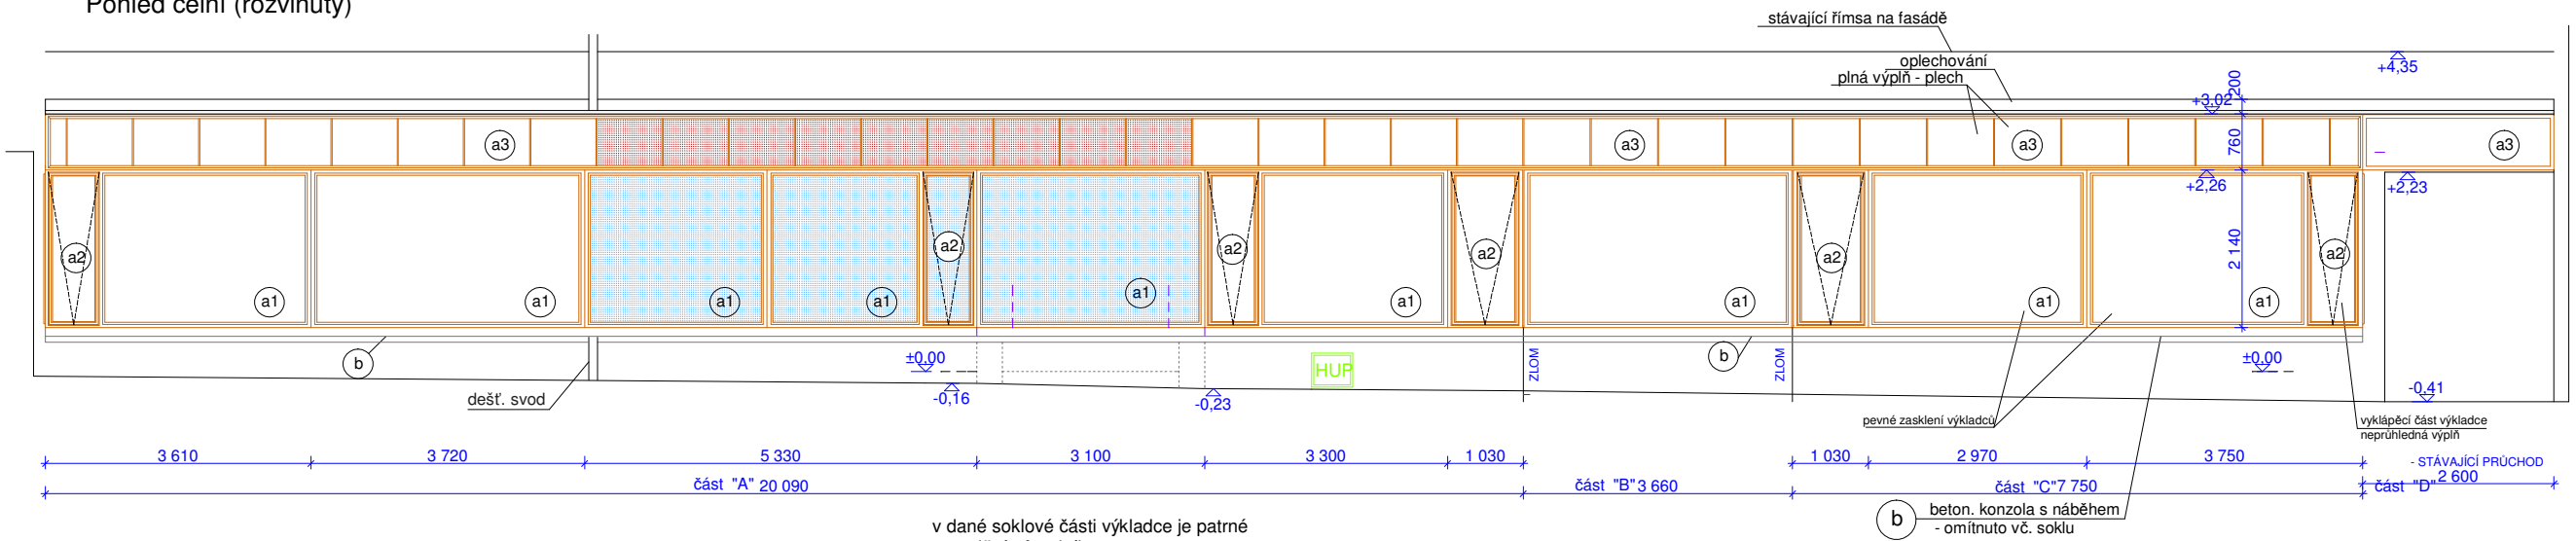 Pohled čelní (rozvinutý)
stávající římsa na fasádě
oplechování
plná výplň - plech
+4,35
+3,02
200
a3
a3
a3
a3
760
+2,26
+2,23
2 140
a2
a1
a1
a1
a1
a2
a1
a2
a1
a2
a1
a2
a1
a1
a2
b
dešť. svod
±0,00
-0,16
-0,23
HUP
ZLOM
b
ZLOM
±0,00
-0,41
pevné zasklení výkladců
vyklápěcí část výkladce
neprůhledná výplň
3 610
3 720
5 330
3 100
3 300
1 030
1 030
2 970
3 750
- STÁVAJÍCÍ PRŮCHOD
2 600
část "A" 20 090
část "B" 3 660
část "C" 7 750
část "D"
b
beton. konzola s náběhem
- omítnuto vč. soklu
v dané soklové části výkladce je patrné